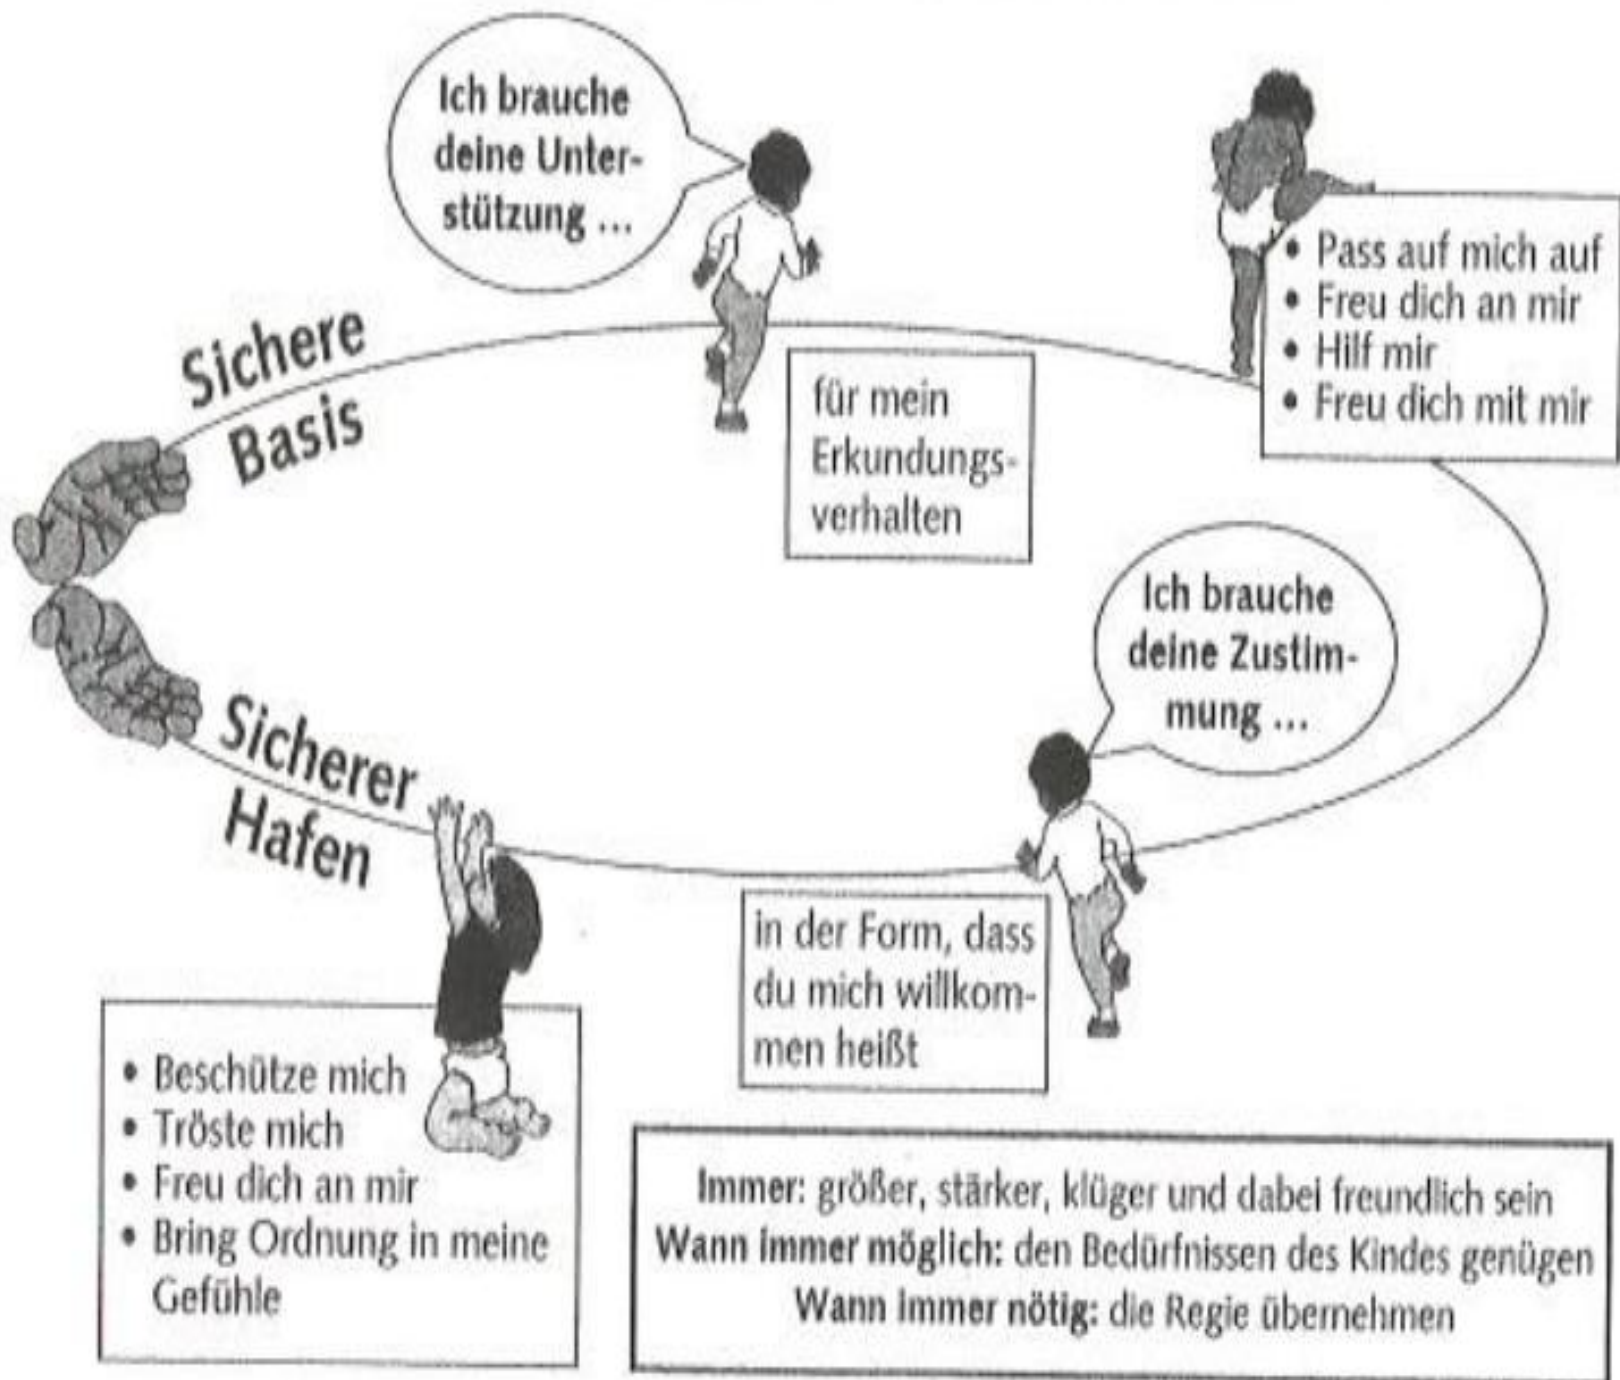 Ich brauche
deine Unter-
stützung ...
Sichere
Basis
für mein
Erkundungs-
verhalten
• Pass auf mich auf
• Freu dich an mir
• Hilf mir
• Freu dich mit mir
Ich brauche
deine Zustim-
mung ...
in der Form, dass
du mich willkom-
men heißt
Sicherer
Hafen
• Beschütze mich
• Tröste mich
• Freu dich an mir
• Bring Ordnung in meine
Gefühle
Immer: größer, stärker, klüger und dabei freundlich sein
Wann immer möglich: den Bedürfnissen des Kindes genügen
Wann immer nötig: die Regie übernehmen